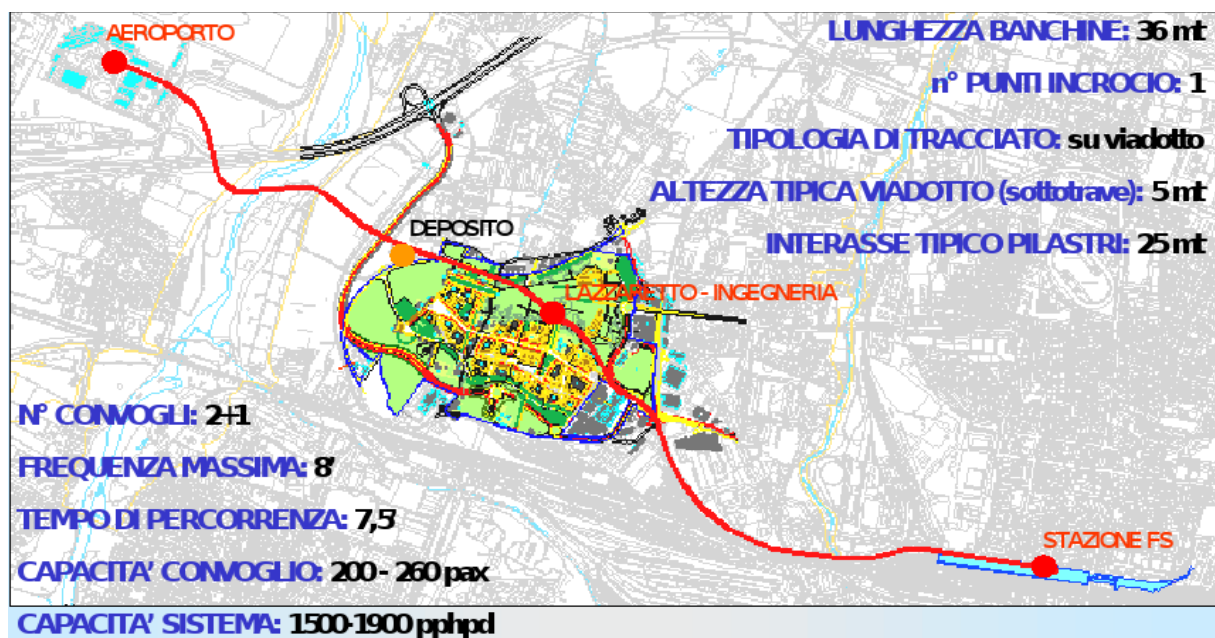 AEROPORTO
LUNGHEZZA BANCHINE: 36 mt
n° PUNTI INCROCIO: 1
TIPOLOGIA DI TRACCIATO: su viadotto
ALTEZZA TIPICA VIADOTTO (sottotrave): 5 mt
INTERASSE TIPICO PILASTRI: 25 mt
DEPOSITO
LAZZARETTO - INGEGNERIA
N° CONVOGLI: 2+1
FREQUENZA MASSIMA: 8'
TEMPO DI PERCORRENZA: 7,5'
CAPACITA' CONVOGLIO: 200 - 260 pax
STAZIONE FS
CAPACITA' SISTEMA: 1500-1900 pphpd